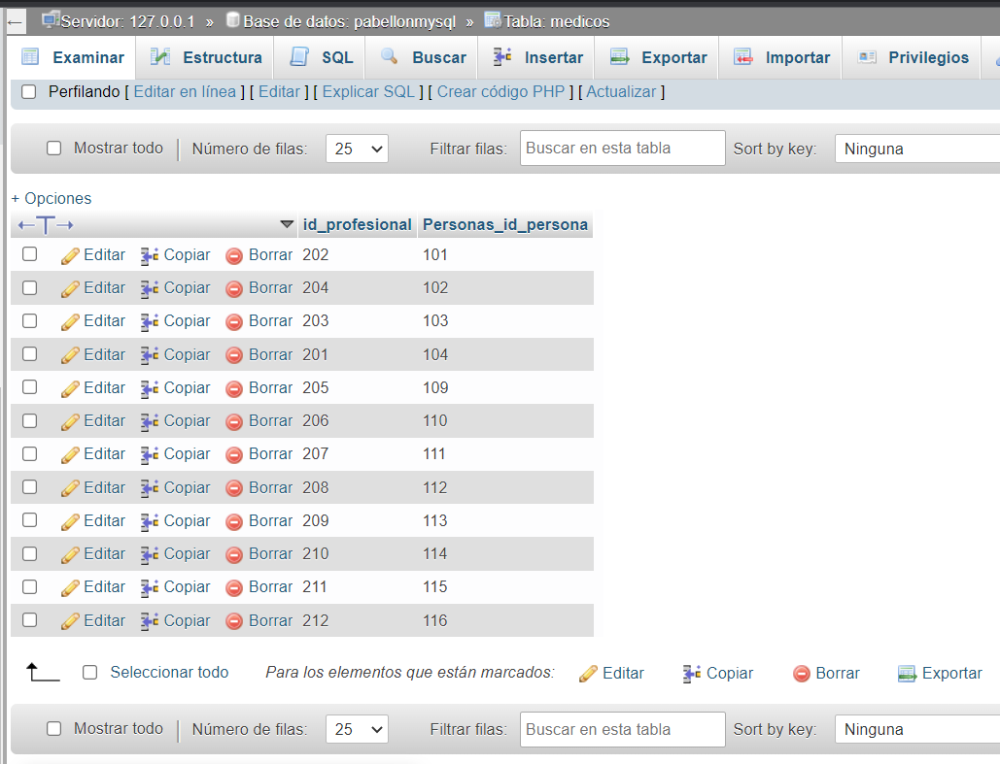 ← Servidor: 127.0.0.1 » Base de datos: pabellonmysql » Tabla: medicos
Examinar Estructura SQL Buscar Insertar Exportar Importar Privilegios
Perfilando [ Editar en línea ] [ Editar ] [ Explicar SQL ] [ Crear código PHP ] [ Actualizar ]
Mostrar todo Número de filas: 25 Filtrar filas: Buscar en esta tabla Sort by key: Ninguna
+ Opciones
←T→ id_profesional Personas_id_persona
Editar Copiar Borrar 202 101
Editar Copiar Borrar 204 102
Editar Copiar Borrar 203 103
Editar Copiar Borrar 201 104
Editar Copiar Borrar 205 109
Editar Copiar Borrar 206 110
Editar Copiar Borrar 207 111
Editar Copiar Borrar 208 112
Editar Copiar Borrar 209 113
Editar Copiar Borrar 210 114
Editar Copiar Borrar 211 115
Editar Copiar Borrar 212 116
Seleccionar todo Para los elementos que están marcados: Editar Copiar Borrar Exportar
Mostrar todo Número de filas: 25 Filtrar filas: Buscar en esta tabla Sort by key: Ninguna